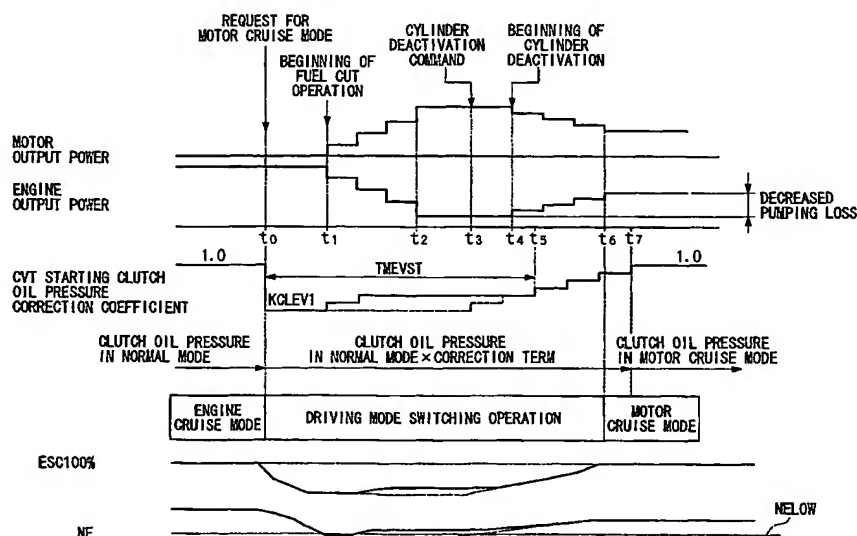 REQUEST FOR
MOTOR CRUISE MODE
BEGINNING OF
FUEL CUT
OPERATION
CYLINDER
DEACTIVATION
COMMAND
BEGINNING OF
CYLINDER
DEACTIVATION
MOTOR
OUTPUT POWER
ENGINE
OUTPUT POWER
DECREASED
PUMPING LOSS
t0 t1 t2 t3 t4 t5 t6 t7
1.0
TMEVST
1.0
CVT STARTING CLUTCH
OIL PRESSURE
CORRECTION COEFFICIENT
KCLEV1
CLUTCH OIL PRESSURE
IN NORMAL MODE
CLUTCH OIL PRESSURE
IN NORMAL MODE×CORRECTION TERM
CLUTCH OIL PRESSURE
IN MOTOR CRUISE MODE
ENGINE
CRUISE MODE
DRIVING MODE SWITCHING OPERATION
MOTOR
CRUISE MODE
ESC100%
NELOW
NE